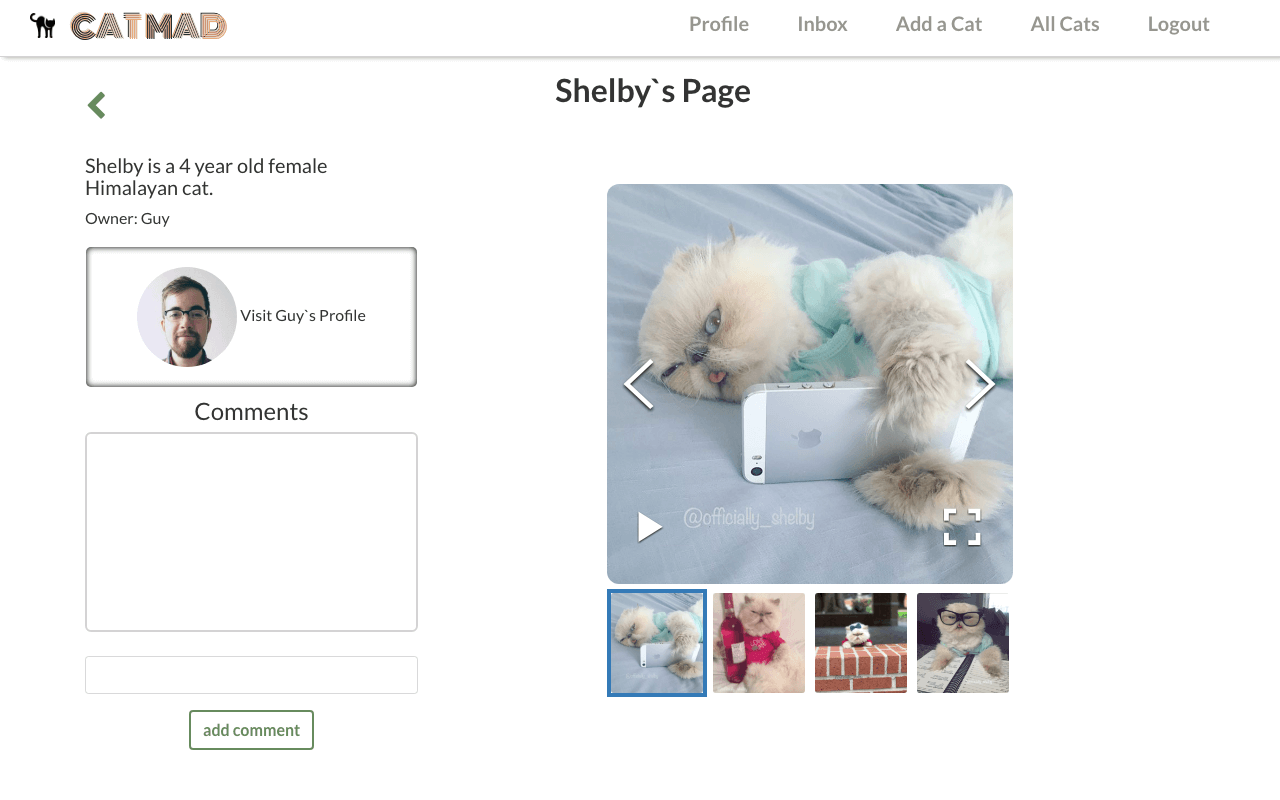 CATMAD
Profile
Inbox
Add a Cat
All Cats
Logout
Shelby`s Page
Shelby is a 4 year old female
Himalayan cat.
Owner: Guy
Visit Guy`s Profile
Comments
add comment
@officially_shelby